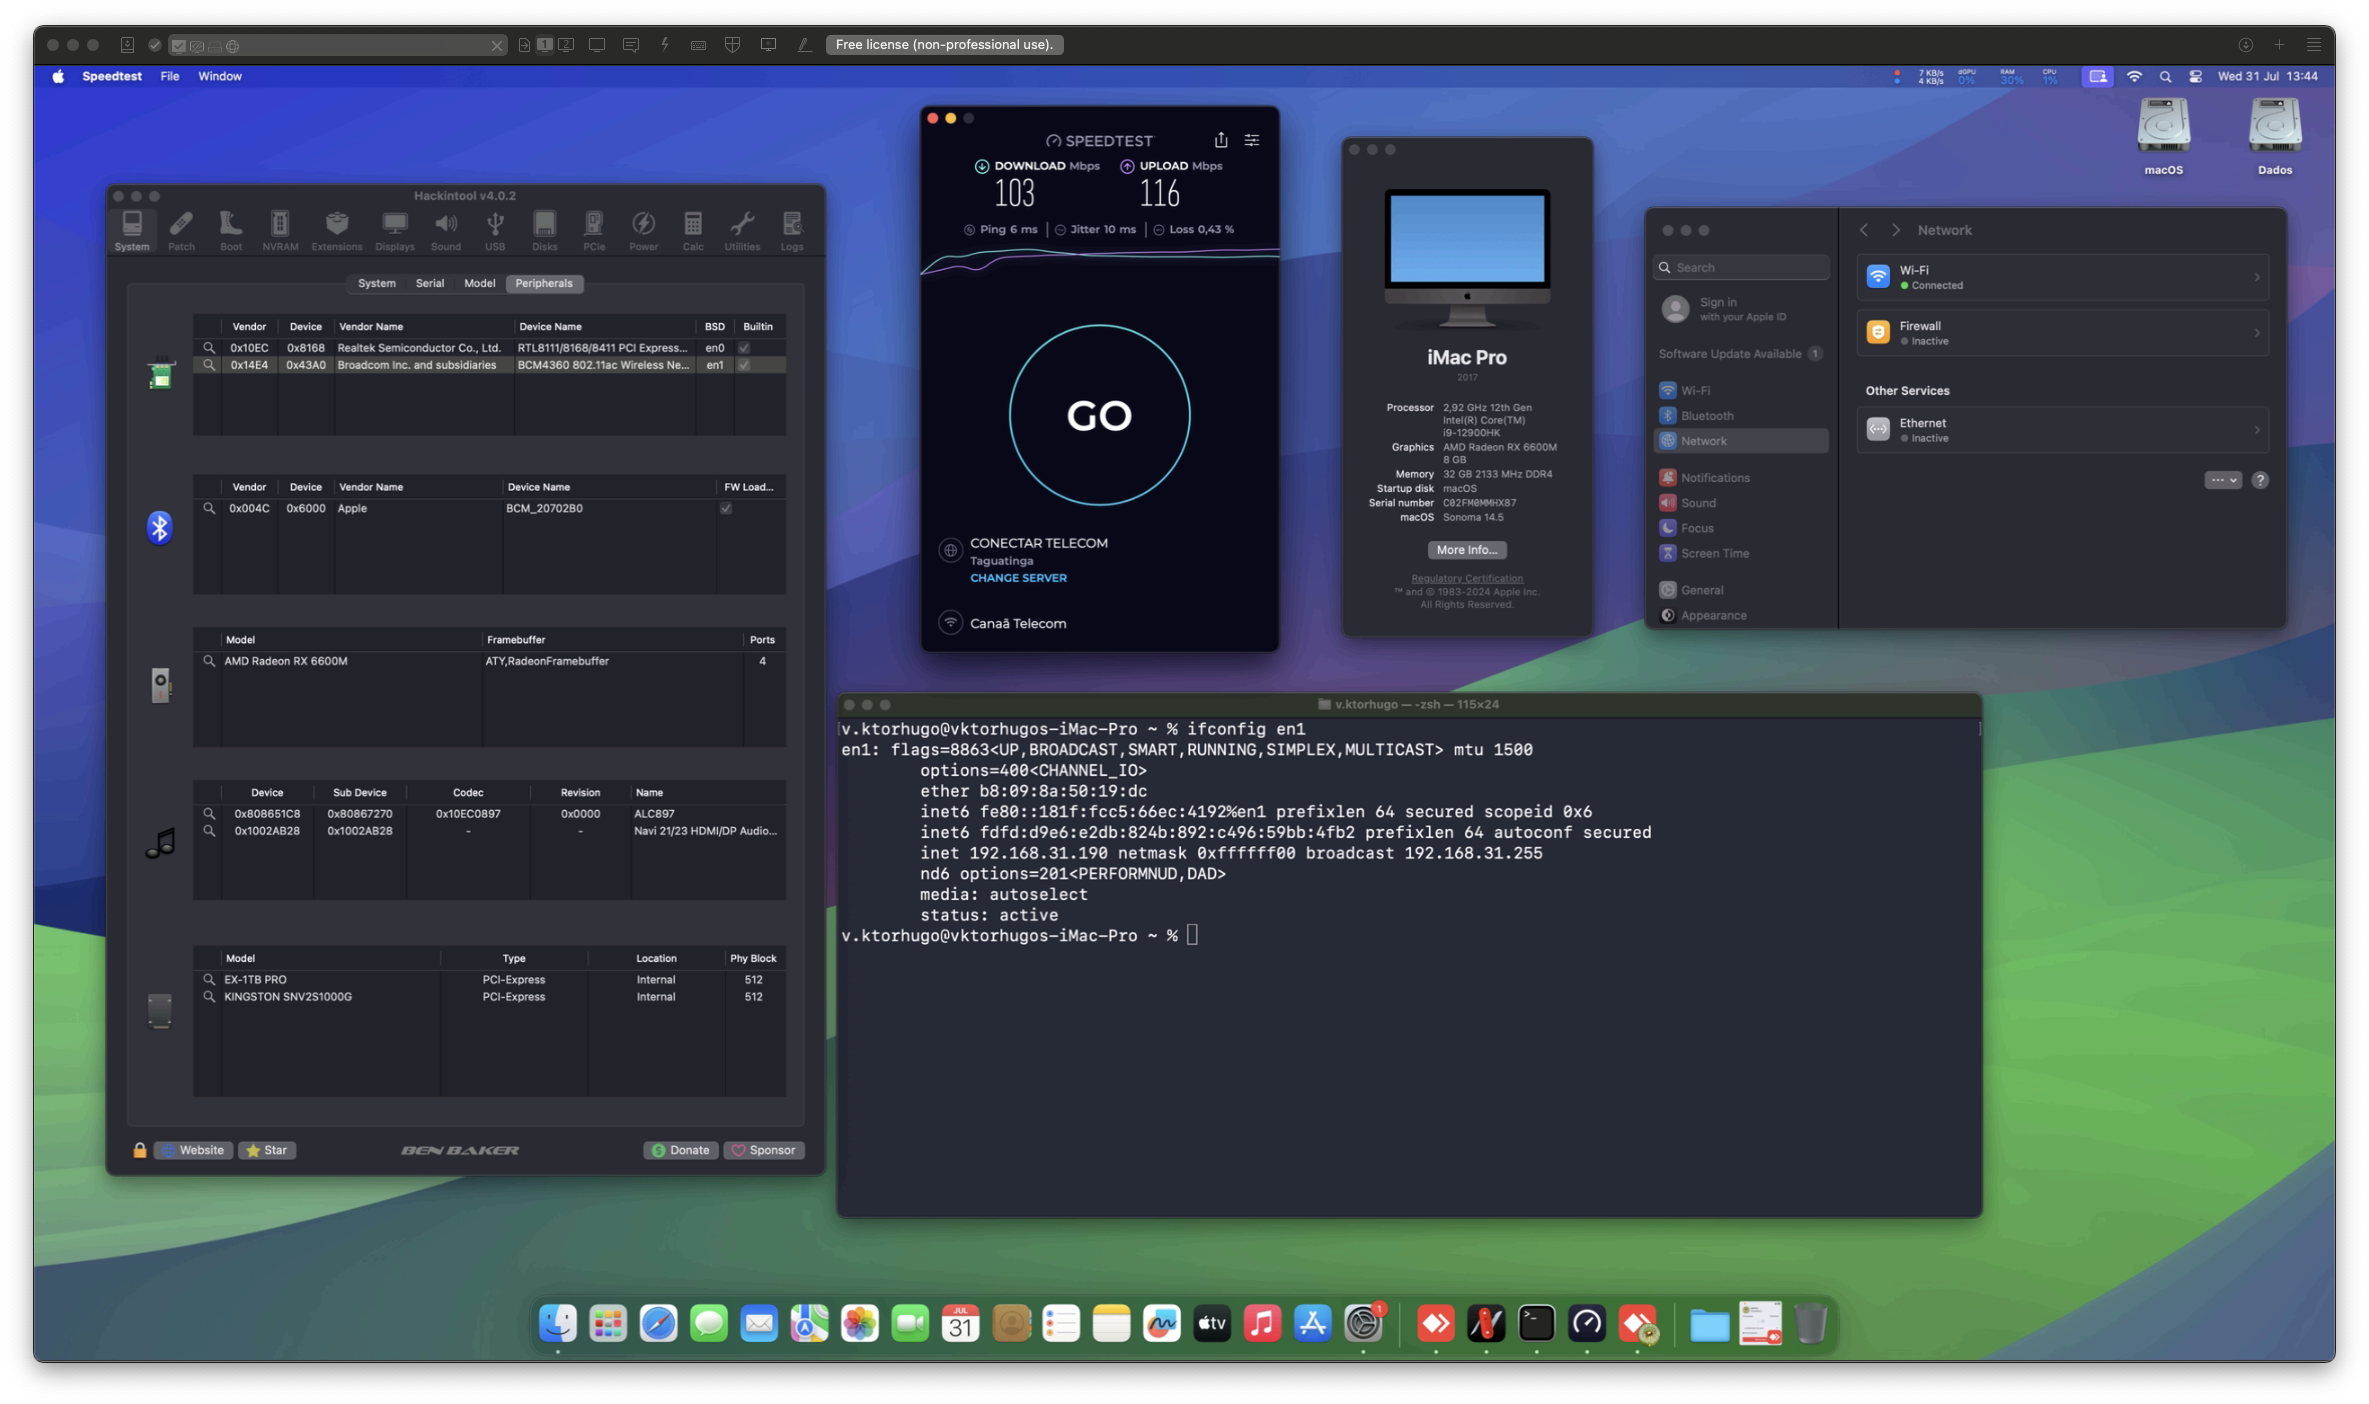 1 2 Free license (non-professional use).
Speedtest File Window
7 KB/s 4 KB/s dGPU 0% RAM 30% CPU 1% Wed 31 Jul 13:44
macOS Dados
Hackintool v4.0.2
System Patch Boot NVRAM Extensions Displays Sound USB Disks PCIe Power Calc Utilities Logs
System Serial Model Peripherals
Vendor Device Vendor Name Device Name BSD Builtin
0x10EC 0x8168 Realtek Semiconductor Co., Ltd. RTL8111/8168/8411 PCI Express... en0
0x14E4 0x43A0 Broadcom Inc. and subsidiaries BCM4360 802.11ac Wireless Ne... en1
Vendor Device Vendor Name Device Name FW Load...
0x004C 0x6000 Apple BCM_20702B0
Model Framebuffer Ports
AMD Radeon RX 6600M ATY,RadeonFramebuffer 4
Device Sub Device Codec Revision Name
0x808651C8 0x80867270 0x10EC0897 0x0000 ALC897
0x1002AB28 0x1002AB28 - - Navi 21/23 HDMI/DP Audio...
Model Type Location Phy Block
EX-1TB PRO PCI-Express Internal 512
KINGSTON SNV2S1000G PCI-Express Internal 512
Website Star BEN BAKER Donate Sponsor
SPEEDTEST
DOWNLOAD Mbps UPLOAD Mbps
103 116
Ping 6 ms Jitter 10 ms Loss 0,43 %
GO
CONECTAR TELECOM
Taguatinga
CHANGE SERVER
Canaã Telecom
iMac Pro
2017
Processor 2,92 GHz 12th Gen
Intel(R) Core(TM)
i9-12900HK
Graphics AMD Radeon RX 6600M
8 GB
Memory 32 GB 2133 MHz DDR4
Startup disk macOS
Serial number C02FM0MMHX87
macOS Sonoma 14.5
More Info...
Regulatory Certification
™ and © 1983-2024 Apple Inc.
All Rights Reserved.
Search
Sign in
with your Apple ID
Software Update Available 1
Wi-Fi
Bluetooth
Network
Notifications
Sound
Focus
Screen Time
General
Appearance
Network
Wi-Fi
Connected
Firewall
Inactive
Other Services
Ethernet
Inactive
... ?
v.ktorhugo — -zsh — 115×24
v.ktorhugo@vktorhugos-iMac-Pro ~ % ifconfig en1
en1: flags=8863<UP,BROADCAST,SMART,RUNNING,SIMPLEX,MULTICAST> mtu 1500
options=400<CHANNEL_IO>
ether b8:09:8a:50:19:dc
inet6 fe80::181f:fcc5:66ec:4192%en1 prefixlen 64 secured scopeid 0x6
inet6 fdfd:d9e6:e2db:824b:892:c496:59bb:4fb2 prefixlen 64 autoconf secured
inet 192.168.31.190 netmask 0xffffff00 broadcast 192.168.31.255
nd6 options=201<PERFORMNUD,DAD>
media: autoselect
status: active
v.ktorhugo@vktorhugos-iMac-Pro ~ %
JUL
31
tv
1